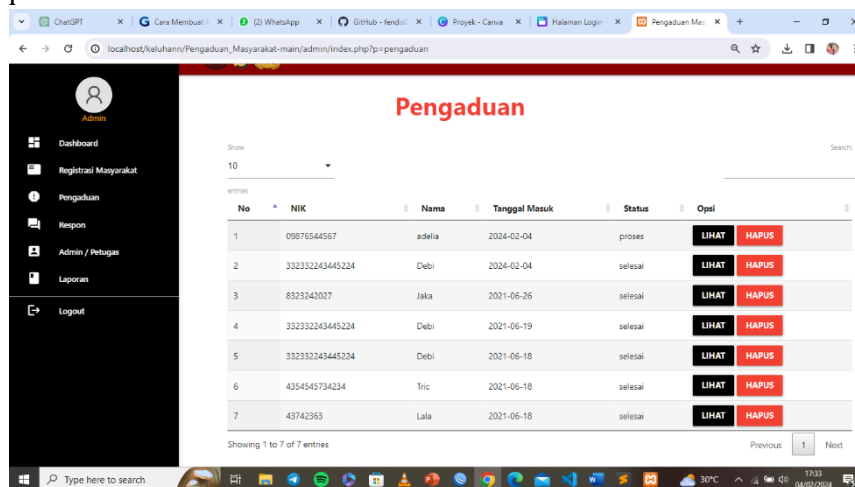 ChatGPT
Cara Membuat
(2) WhatsApp
GitHub - fendi
Proyek - Canva
Halaman Login -
Pengaduan Mas
localhost/keluhann/Pengaduan_Masyarakat-main/admin/index.php?p=pengaduan
Admin
Dashboard
Registrasi Masyarakat
Pengaduan
Respon
Admin / Petugas
Laporan
Logout
Pengaduan
Show
Search:
10
entries
No NIK Nama Tanggal Masuk Status Opsi
1 09876544567 adelia 2024-02-04 proses LIHAT HAPUS
2 332332243445224 Debi 2024-02-04 selesai LIHAT HAPUS
3 8323242027 Jaka 2021-06-26 selesai LIHAT HAPUS
4 332332243445224 Debi 2021-06-19 selesai LIHAT HAPUS
5 332332243445224 Debi 2021-06-18 selesai LIHAT HAPUS
6 4354545734234 Tric 2021-06-18 selesai LIHAT HAPUS
7 43742363 Lala 2021-06-18 selesai LIHAT HAPUS
Showing 1 to 7 of 7 entries
Previous 1 Next
Type here to search
30°C
17:33
04/02/2024